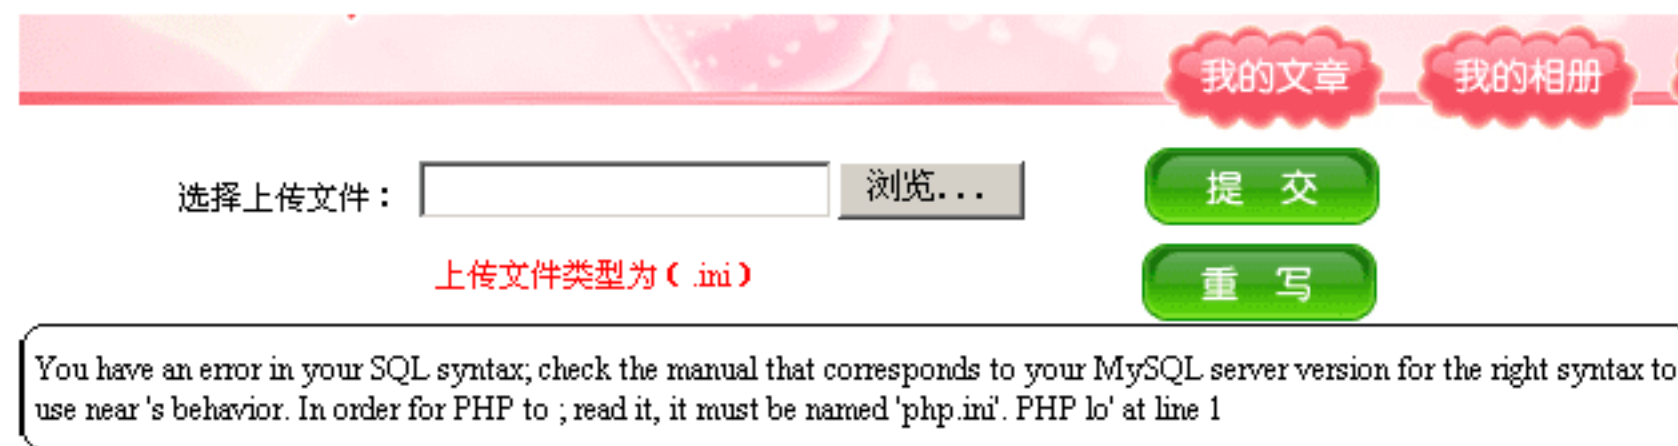 我的文章 我的相册
选择上传文件： 浏览... 提 交
上传文件类型为（ .ini）
重 写
You have an error in your SQL syntax; check the manual that corresponds to your MySQL server version for the right syntax to
use near 's behavior. In order for PHP to ; read it, it must be named 'php.ini'. PHP lo' at line 1